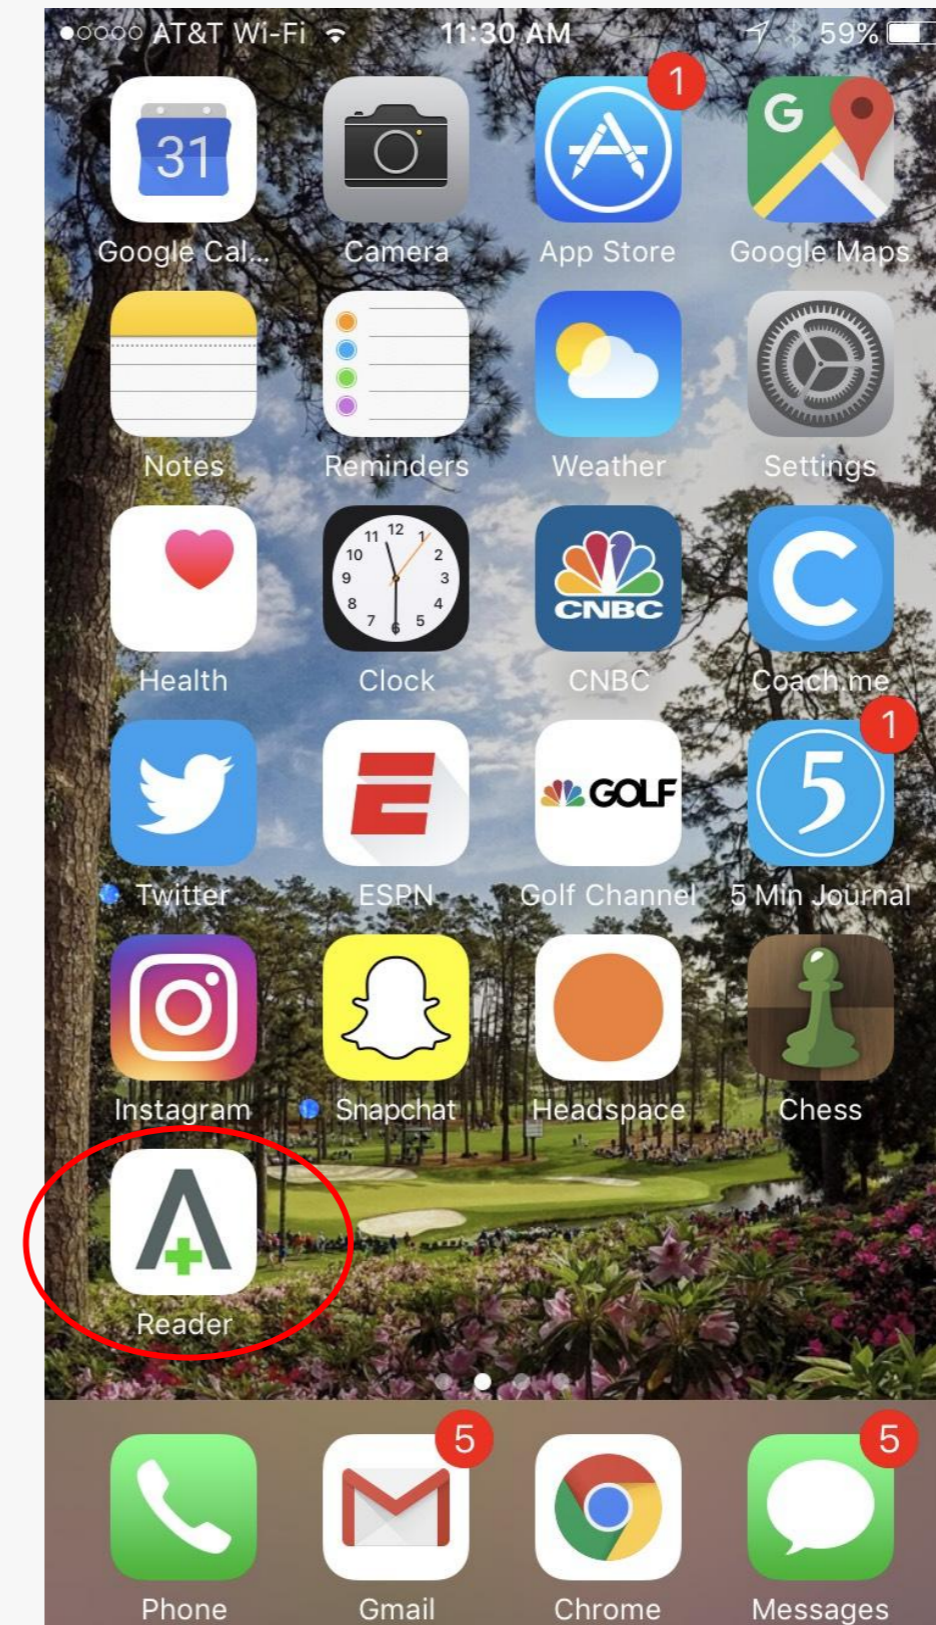 AT&T Wi-Fi 11:30 AM 59%
31 1 G
Google Cal... Camera App Store Google Maps
Notes Reminders Weather Settings
11 12 1
10 2
9 3
8 4
7 6 5
CNBC C
Health Clock CNBC Coach.me
E GOLF 5 1
Twitter ESPN Golf Channel 5 Min Journal
Instagram Snapchat Headspace Chess
Reader
5 5
Phone Gmail Chrome Messages